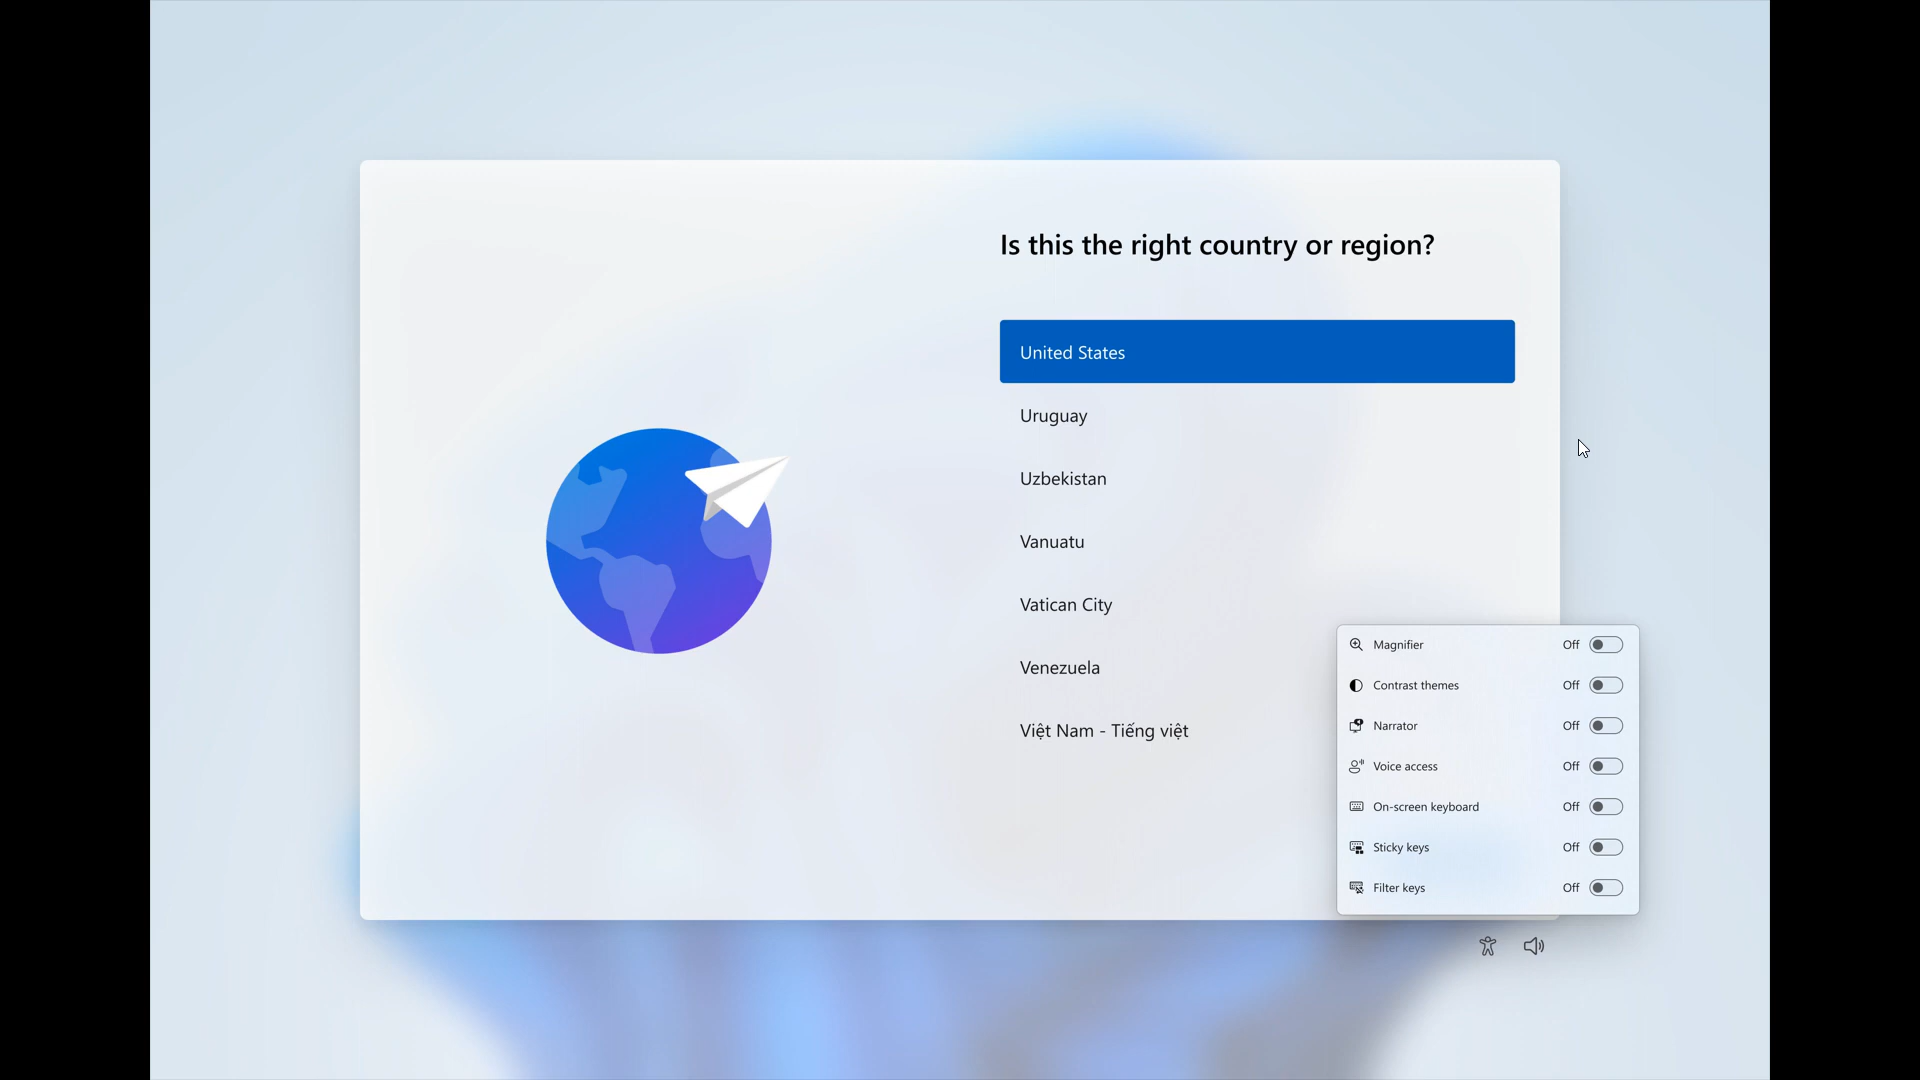 Is this the right country or region?
United States
Uruguay
Uzbekistan
Vanuatu
Vatican City
Venezuela
Việt Nam - Tiếng việt
Magnifier Off
Contrast themes Off
Narrator Off
Voice access Off
On-screen keyboard Off
Sticky keys Off
Filter keys Off